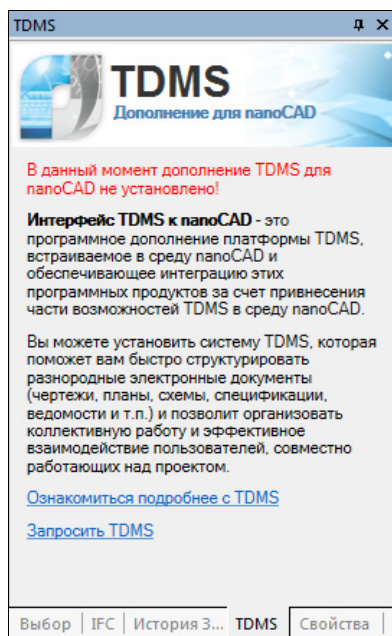 TDMS
TDMS
Дополнение для nanoCAD
В данный момент дополнение TDMS для
nanoCAD не установлено!
Интерфейс TDMS к nanoCAD - это
программное дополнение платформы TDMS,
встраиваемое в среду nanoCAD и
обеспечивающее интеграцию этих
программных продуктов за счет привнесения
части возможностей TDMS в среду nanoCAD.
Вы можете установить систему TDMS, которая
поможет вам быстро структурировать
разнородные электронные документы
(чертежи, планы, схемы, спецификации,
ведомости и т.п.) и позволит организовать
коллективную работу и эффективное
взаимодействие пользователей, совместно
работающих над проектом.
Ознакомиться подробнее с TDMS
Запросить TDMS
Выбор IFC История З... TDMS Свойства